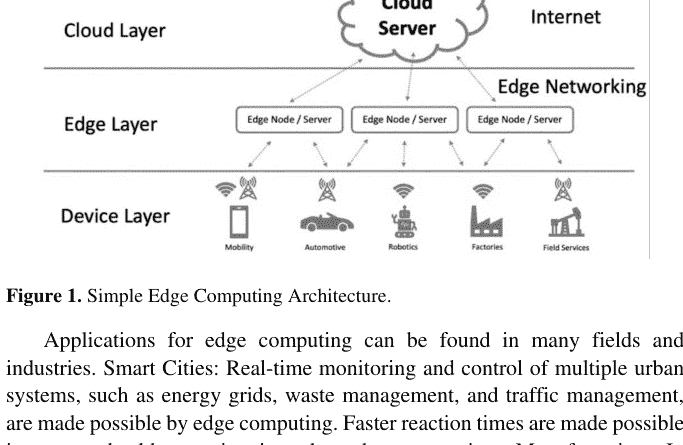 Cloud
Server
Internet
Cloud Layer
Edge Networking
Edge Layer
Edge Node / Server
Edge Node / Server
Edge Node / Server
Device Layer
Mobility
Automotive
Robotics
Factories
Field Services
Figure 1. Simple Edge Computing Architecture.
Applications for edge computing can be found in many fields and
industries. Smart Cities: Real-time monitoring and control of multiple urban
systems, such as energy grids, waste management, and traffic management,
are made possible by edge computing. Faster reaction times are made possible